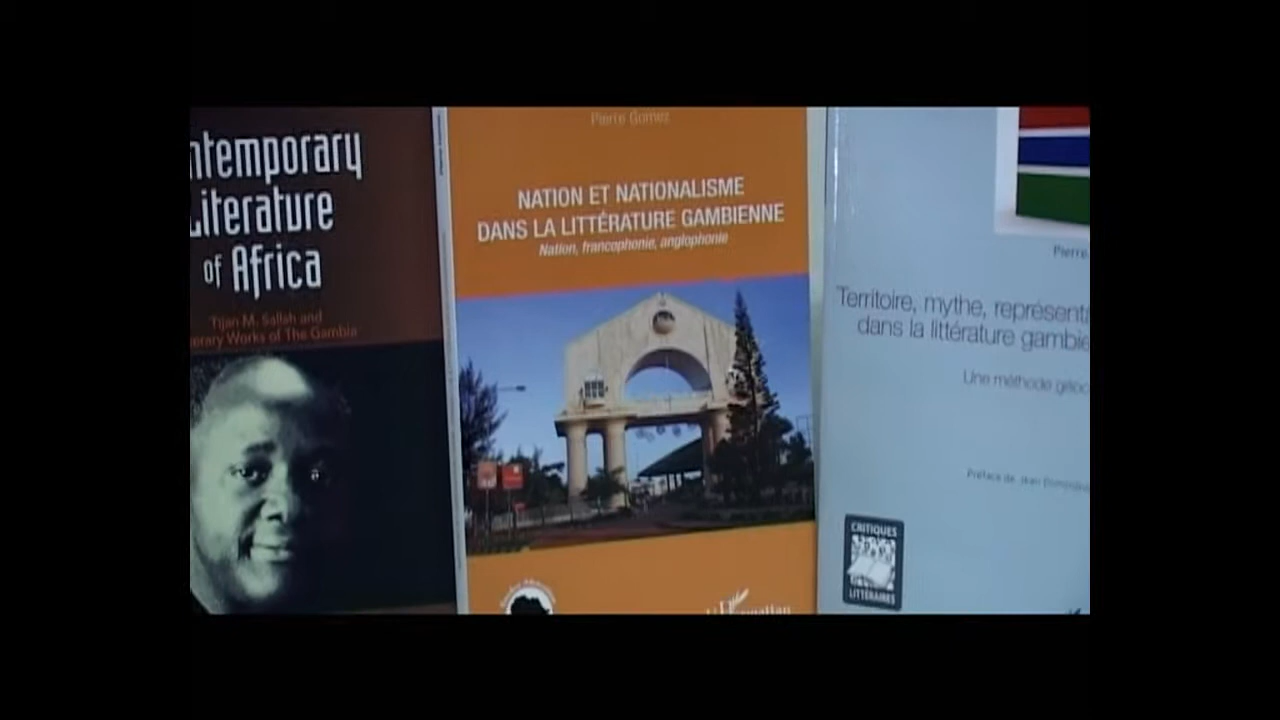 ntemporary
Literature
of Africa
Tijan M. Sallah and
erary Works of The Gambia
Pierre Gomez
NATION ET NATIONALISME
DANS LA LITTÉRATURE GAMBIENNE
Nation, francophonie, anglophonie
Pierre
Territoire, mythe, représent
dans la littérature gambie
Une méthode géoc
Préface de Jean
CRITIQUES
LITTÉRAIRES